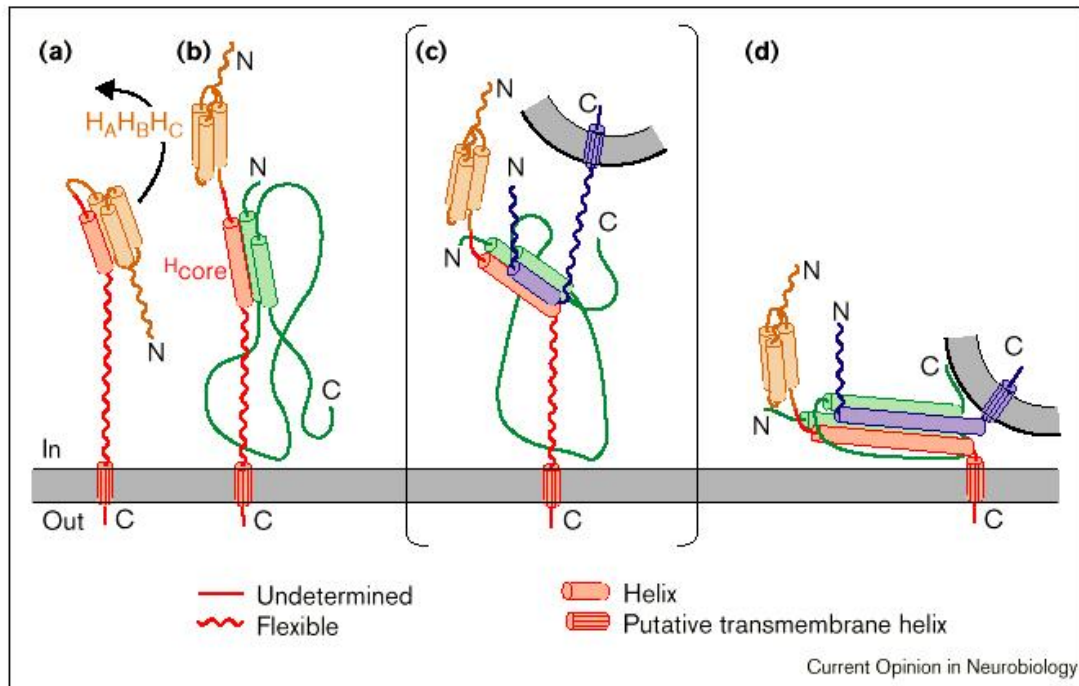 (a)
(b)
(c)
(d)
N
HAHBHC
N
N
Hcore
C
N
N
C
C
N
N
N
C
C
N
In
Out
C
C
C
C
Undetermined
Flexible
Helix
Putative transmembrane helix
Current Opinion in Neurobiology